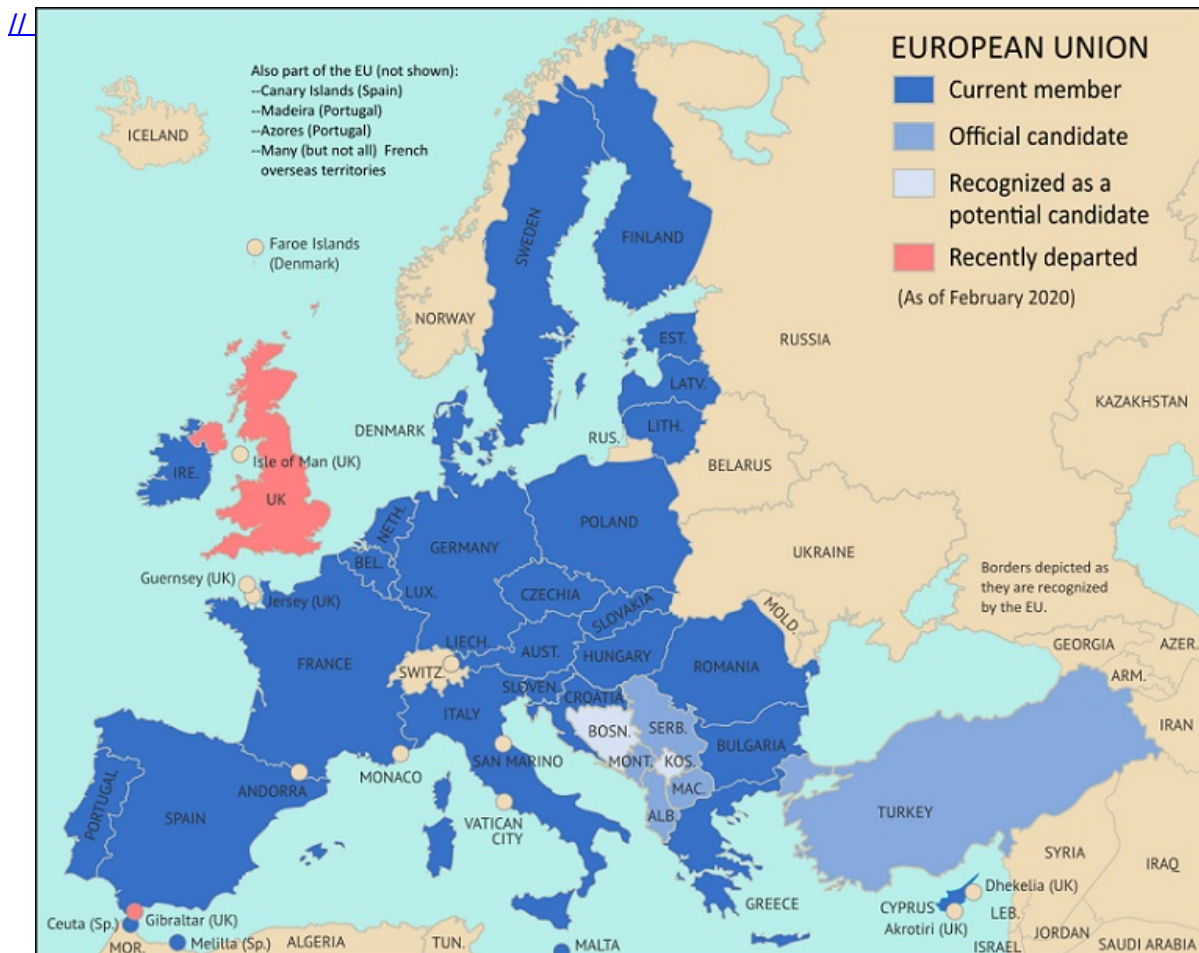 //
EUROPEAN UNION
Current member
Official candidate
Recognized as a
potential candidate
Recently departed
(As of February 2020)
Also part of the EU (not shown):
--Canary Islands (Spain)
--Madeira (Portugal)
--Azores (Portugal)
--Many (but not all) French
overseas territories
ICELAND
Faroe Islands
(Denmark)
SWEDEN
FINLAND
NORWAY
RUSSIA
EST.
LATV.
LITH.
RUS.
KAZAKHSTAN
DENMARK
BELARUS
IRE.
Isle of Man (UK)
UK
NETH.
GERMANY
POLAND
UKRAINE
BEL.
LUX.
CZECHIA
SLOVAKIA
Borders depicted as
they are recognized
by the EU.
Guernsey (UK)
Jersey (UK)
MOLD.
LIECH.
AUST.
HUNGARY
ROMANIA
GEORGIA
AZER.
ARM.
FRANCE
SWITZ.
SLOVEN.
CROATIA
ITALY
BOSN.
SERB.
BULGARIA
IRAN
MONACO
SAN MARINO
MONT.
KOS.
MAC.
ALB.
ANDORRA
PORTUGAL
SPAIN
VATICAN
CITY
TURKEY
SYRIA
IRAQ
GREECE
CYPRUS
Dhekelia (UK)
Akrotiri (UK)
LEB.
JORDAN
ISRAEL
SAUDI ARABIA
Ceuta (Sp.)
Gibraltar (UK)
MOR.
Melilla (Sp.)
ALGERIA
TUN.
MALTA